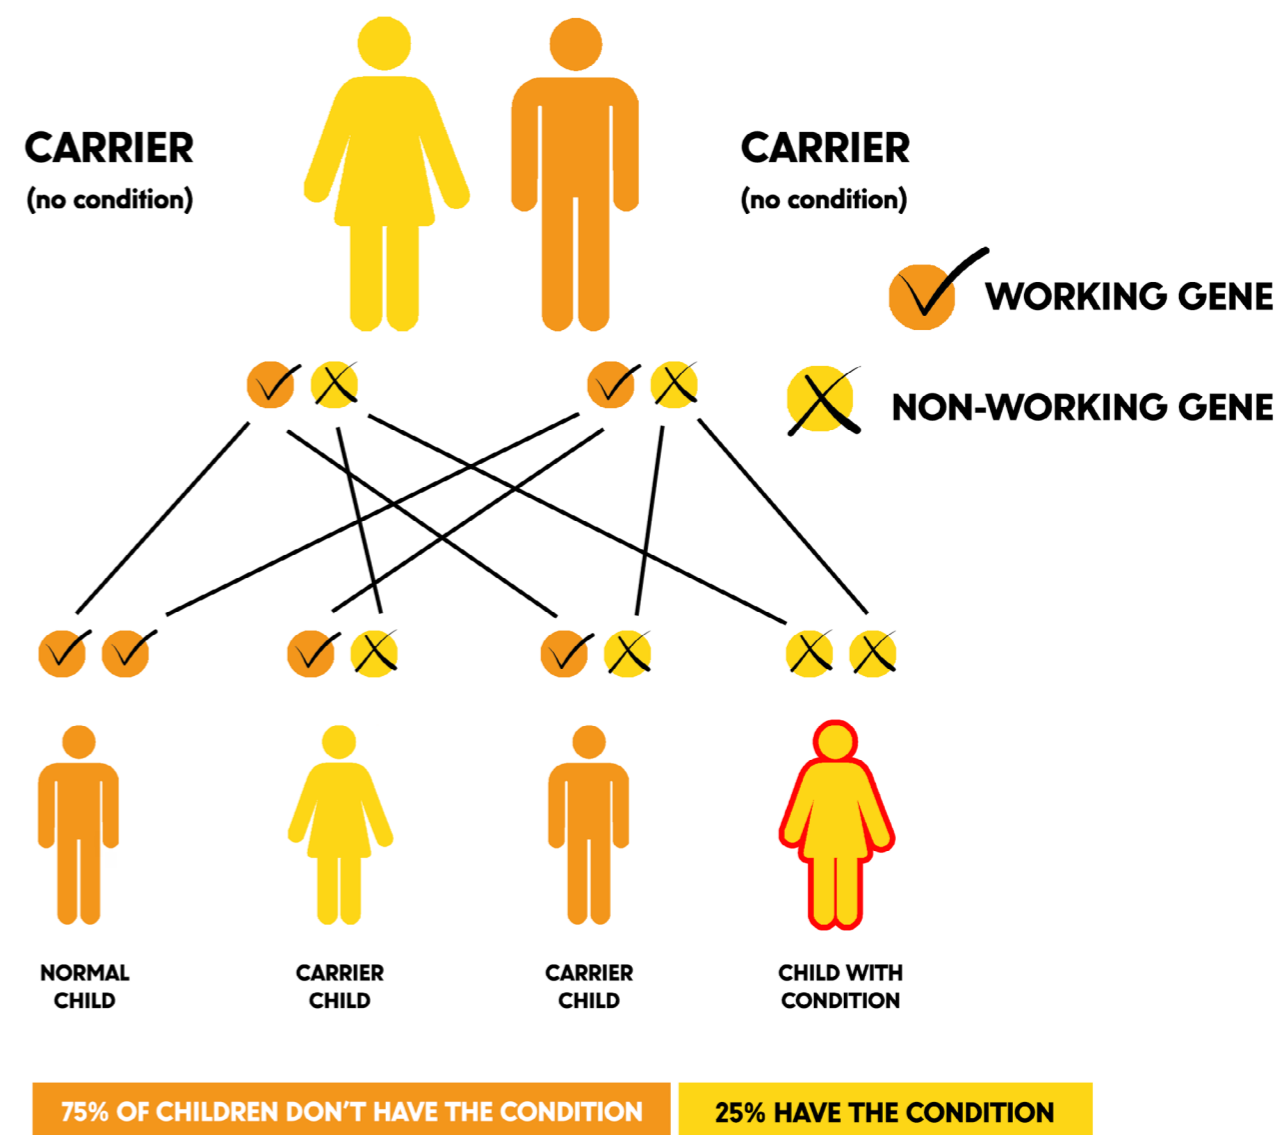 CARRIER
(no condition)
CARRIER
(no condition)
WORKING GENE
NON-WORKING GENE
NORMAL
CHILD
CARRIER
CHILD
CARRIER
CHILD
CHILD WITH
CONDITION
75% OF CHILDREN DON'T HAVE THE CONDITION
25% HAVE THE CONDITION